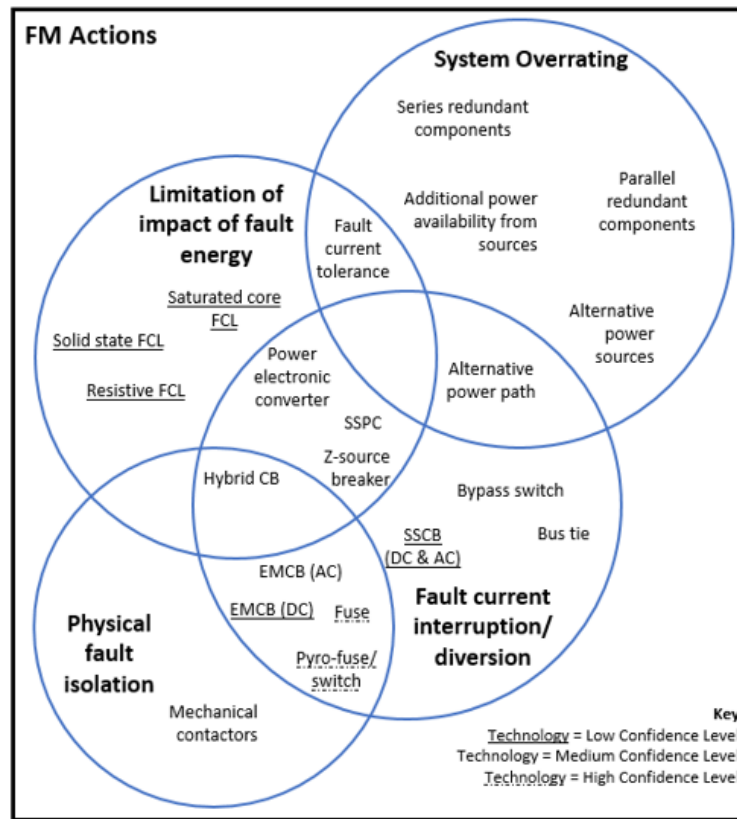 FM Actions
System Overrating
Series redundant
components
Parallel
redundant
components
Additional power
availability from
sources
Alternative
power
sources
Limitation of
impact of fault
energy
Fault
current
tolerance
Saturated core
FCL
Solid state FCL
Resistive FCL
Power
electronic
converter
Alternative
power path
SSPC
Z-source
breaker
Hybrid CB
Bypass switch
Bus tie
SSCB
(DC & AC)
EMCB (AC)
EMCB (DC)
Fuse
Pyro-fuse/
switch
Fault current
interruption/
diversion
Physical
fault
isolation
Mechanical
contactors
Key
Technology = Low Confidence Level
Technology = Medium Confidence Level
Technology = High Confidence Level